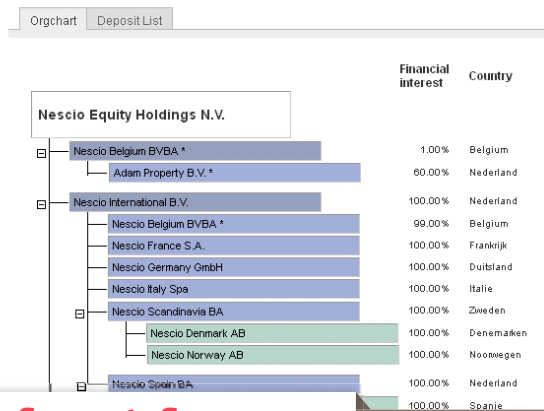 Orgchart Deposit List
Financial interest Country
Nescio Equity Holdings N.V.
Nescio Belgium BVBA * 1.00% Belgium
Adam Property B.V. * 60.00% Nederland
Nescio International B.V. 100.00% Nederland
Nescio Belgium BVBA * 99.00% Belgium
Nescio France S.A. 100.00% Frankrijk
Nescio Germany GmbH 100.00% Duitsland
Nescio Italy Spa 100.00% Italie
Nescio Scandinavia BA 100.00% Zweden
Nescio Denmark AB 100.00% Denemarken
Nescio Norway AB 100.00% Noorwegen
Nescio Spain BA 100.00% Nederland
100.00% Spanje